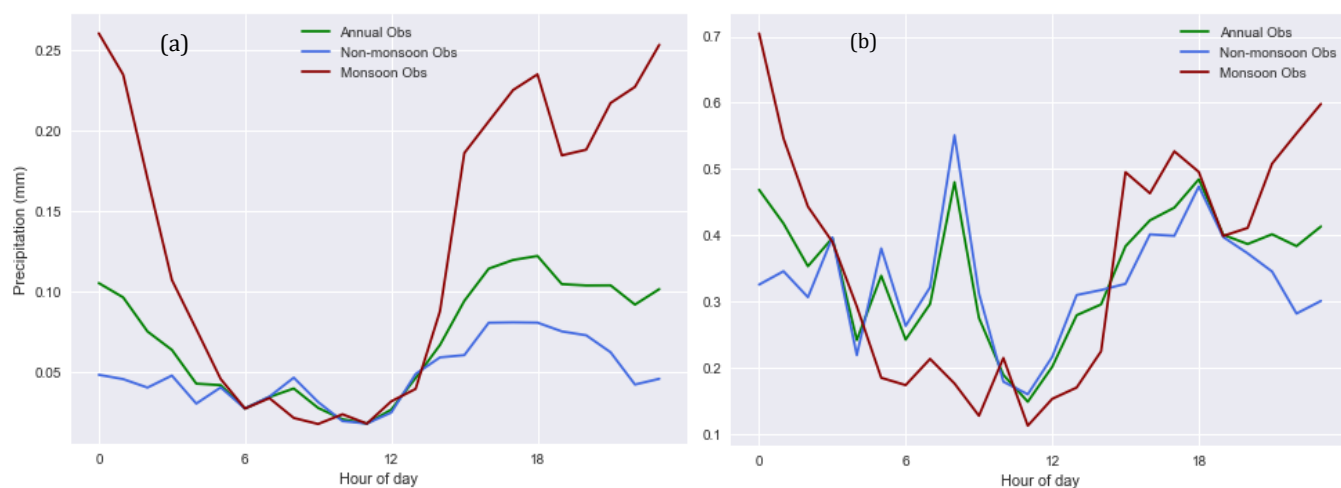 (a)
Annual Obs
Non-monsoon Obs
Monsoon Obs
Precipitation (mm)
0.25
0.20
0.15
0.10
0.05
0 6 12 18
Hour of day
(b)
Annual Obs
Non-monsoon Obs
Monsoon Obs
0.7
0.6
0.5
0.4
0.3
0.2
0.1
0 6 12 18
Hour of day